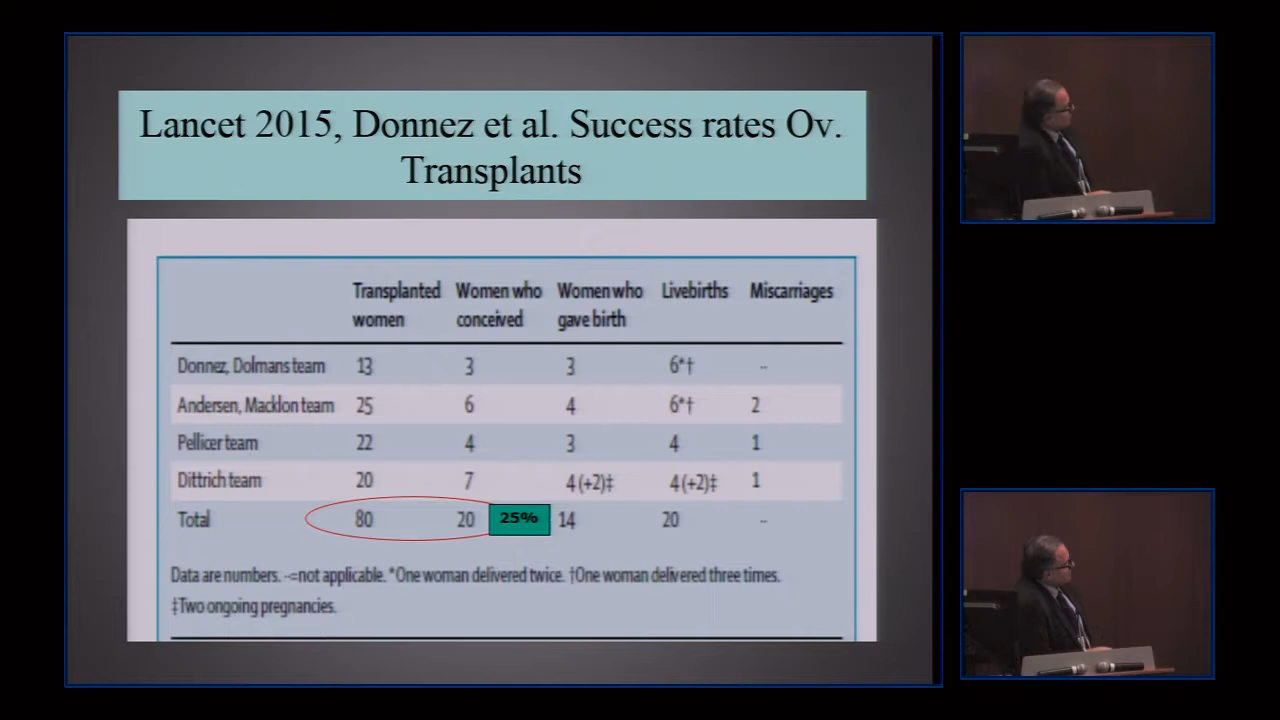 Lancet 2015, Donnez et al. Success rates Ov.
Transplants
Transplanted women Women who conceived Women who gave birth Livebirths Miscarriages
Donnez, Dolmans team 13 3 3 6*† --
Andersen, Macklon team 25 6 4 6*† 2
Pellicer team 22 4 3 4 1
Dittrich team 20 7 4 (+2)‡ 4 (+2)‡ 1
Total 80 20 25% 14 20 --
Data are numbers. --=not applicable. *One woman delivered twice. †One woman delivered three times.
‡Two ongoing pregnancies.